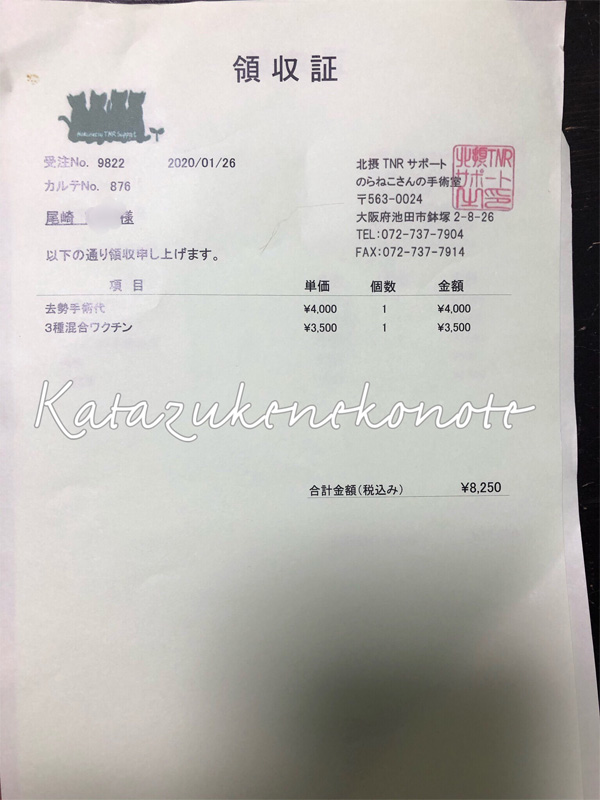 領収証
HOKUSETSU TNR SUPPORT
受注No. 9822 2020/01/26
カルテNo. 876
尾崎 様
以下の通り領収申し上げます。
北摂 TNR サポート
のらねこさんの手術室
〒563-0024
大阪府池田市鉢塚 2-8-26
TEL:072-737-7904
FAX:072-737-7914
北摂TNR
サポート
之印
項目 単価 個数 金額
去勢手術代 ¥4,000 1 ¥4,000
3種混合ワクチン ¥3,500 1 ¥3,500
Katazukenekonote
合計金額(税込み) ¥8,250